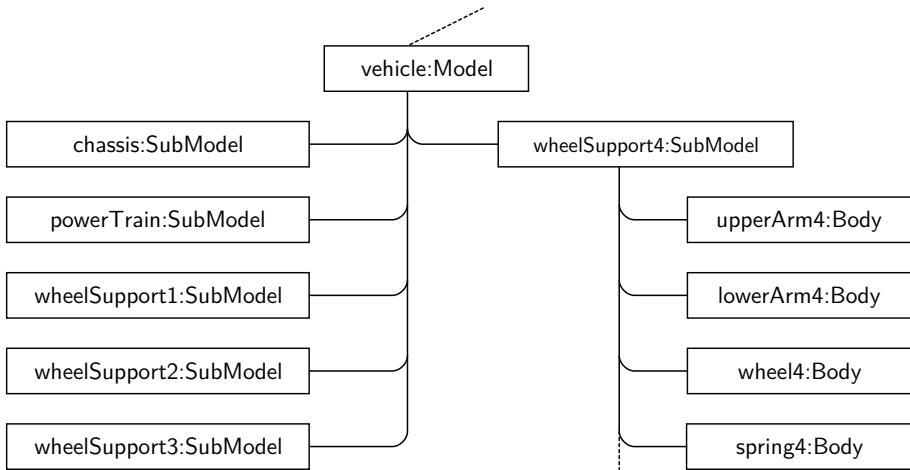 vehicle:Model
chassis:SubModel
powerTrain:SubModel
wheelSupport1:SubModel
wheelSupport2:SubModel
wheelSupport3:SubModel
wheelSupport4:SubModel
upperArm4:Body
lowerArm4:Body
wheel4:Body
spring4:Body